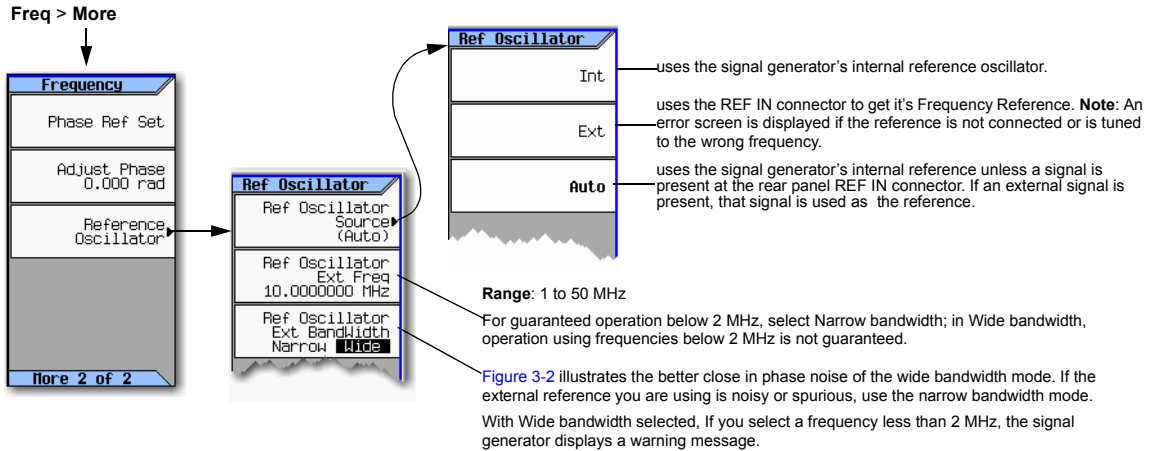 Freq > More
Frequency
Phase Ref Set
Adjust Phase
0.000 rad
Reference
Oscillator
More 2 of 2
Ref Oscillator
Ref Oscillator
Source
(Auto)
Ref Oscillator
Ext Freq
10.0000000 MHz
Ref Oscillator
Ext BandWidth
Narrow Wide
Ref Oscillator
Int
Ext
Auto
uses the signal generator's internal reference oscillator.
uses the REF IN connector to get it's Frequency Reference. Note: An
error screen is displayed if the reference is not connected or is tuned
to the wrong frequency.
uses the signal generator's internal reference unless a signal is
present at the rear panel REF IN connector. If an external signal is
present, that signal is used as the reference.
Range: 1 to 50 MHz
For guaranteed operation below 2 MHz, select Narrow bandwidth; in Wide bandwidth,
operation using frequencies below 2 MHz is not guaranteed.
Figure 3-2 illustrates the better close in phase noise of the wide bandwidth mode. If the
external reference you are using is noisy or spurious, use the narrow bandwidth mode.
With Wide bandwidth selected, If you select a frequency less than 2 MHz, the signal
generator displays a warning message.